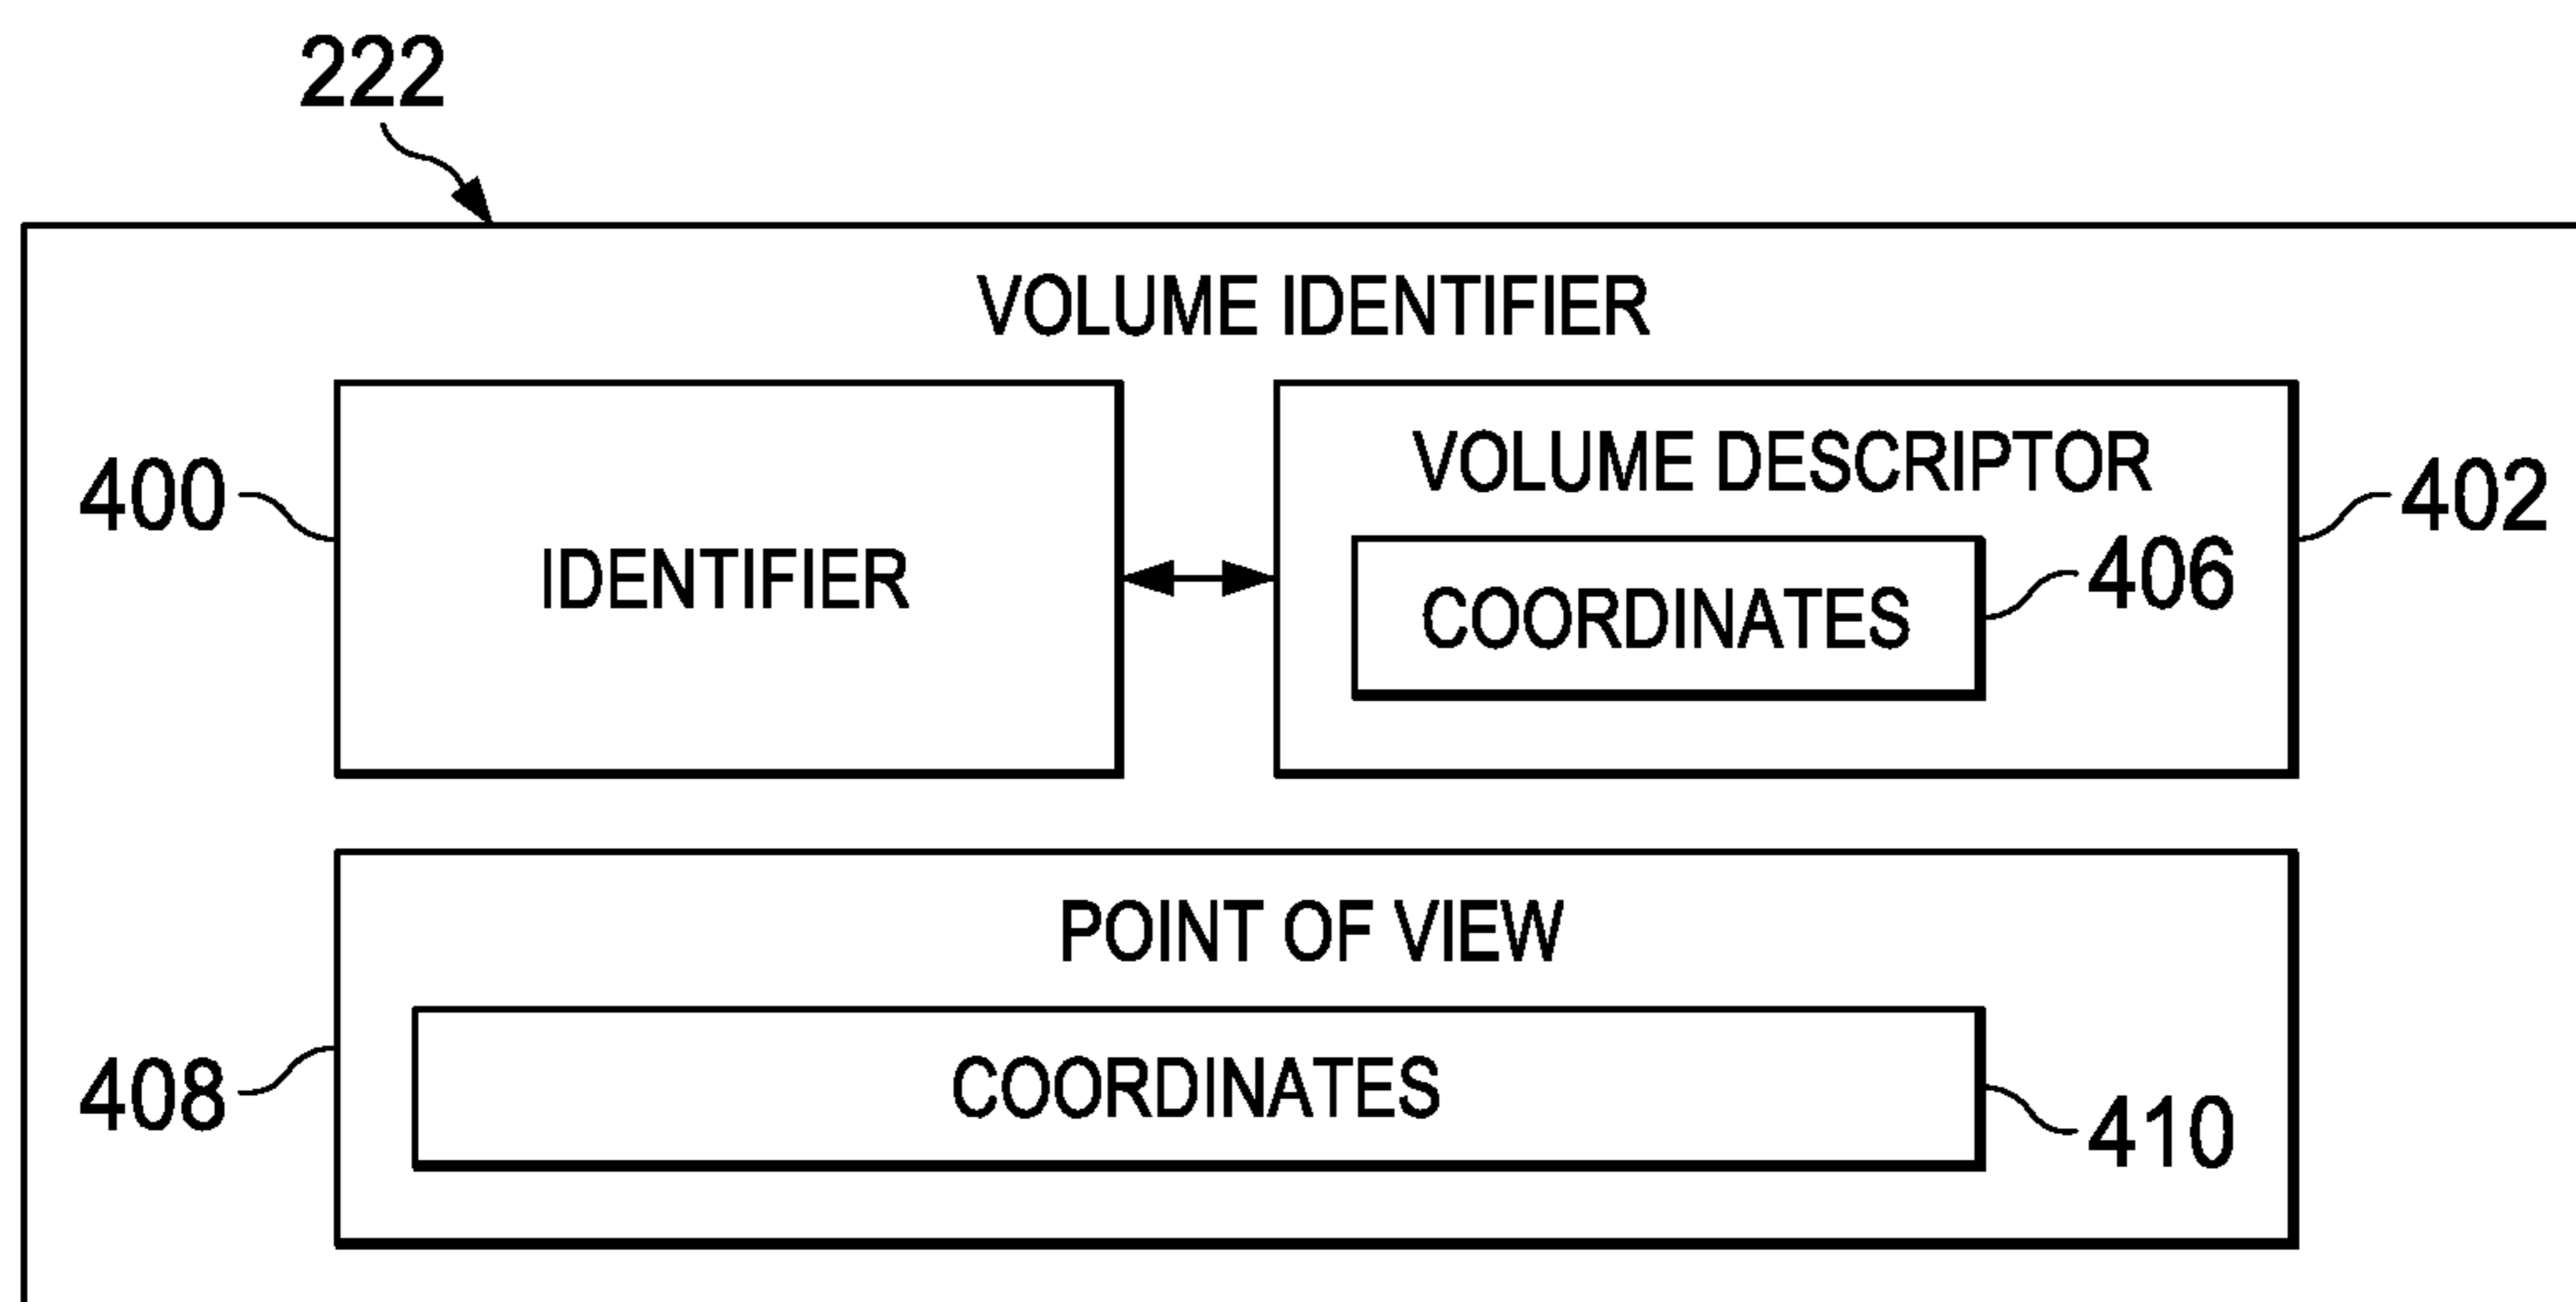 222
VOLUME IDENTIFIER
400
IDENTIFIER
VOLUME DESCRIPTOR
402
COORDINATES
406
POINT OF VIEW
408
COORDINATES
410